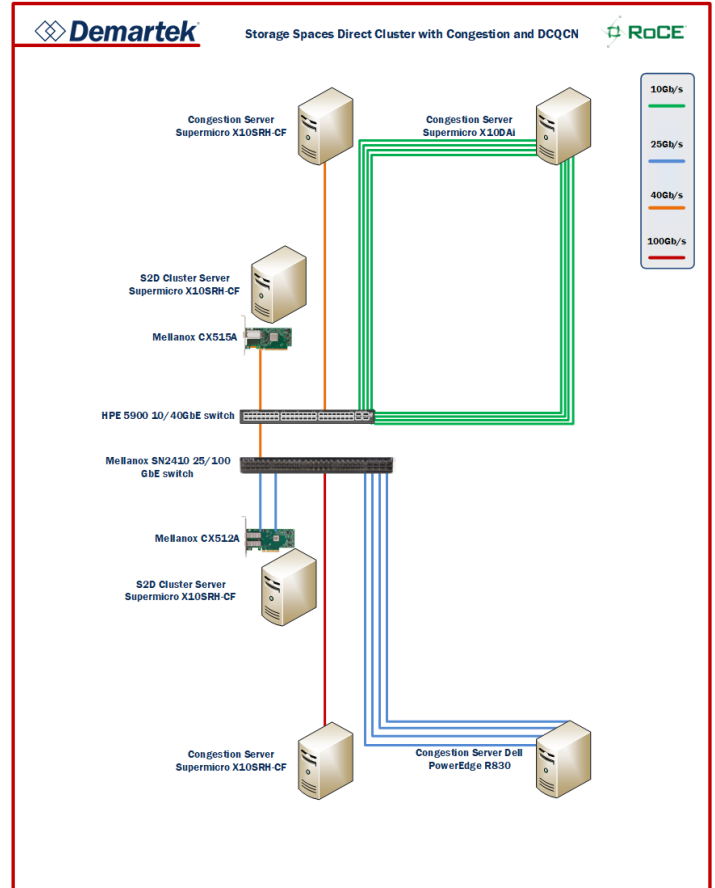 Demartek
Storage Spaces Direct Cluster with Congestion and DCQCN
RoCE
10Gb/s
25Gb/s
40Gb/s
100Gb/s
Congestion Server
Supermicro X10SRH-CF
Congestion Server
Supermicro X10DAi
S2D Cluster Server
Supermicro X10SRH-CF
Mellanox CX515A
HPE 5900 10/40GbE switch
Mellanox SN2410 25/100
GbE switch
Mellanox CX512A
S2D Cluster Server
Supermicro X10SRH-CF
Congestion Server
Supermicro X10SRH-CF
Congestion Server Dell
PowerEdge R830